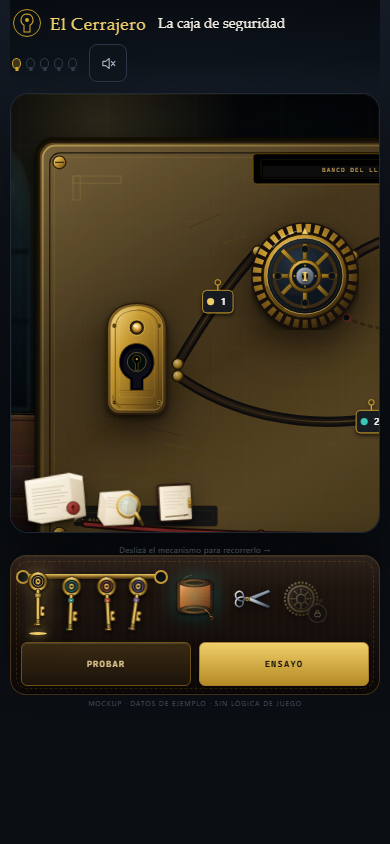 El Cerrajero La caja de seguridad
BANCO DEL LL
1
I
2
Deslizá el mecanismo para recorrerlo →
PROBAR
ENSAYO
MOCKUP · DATOS DE EJEMPLO · SIN LÓGICA DE JUEGO